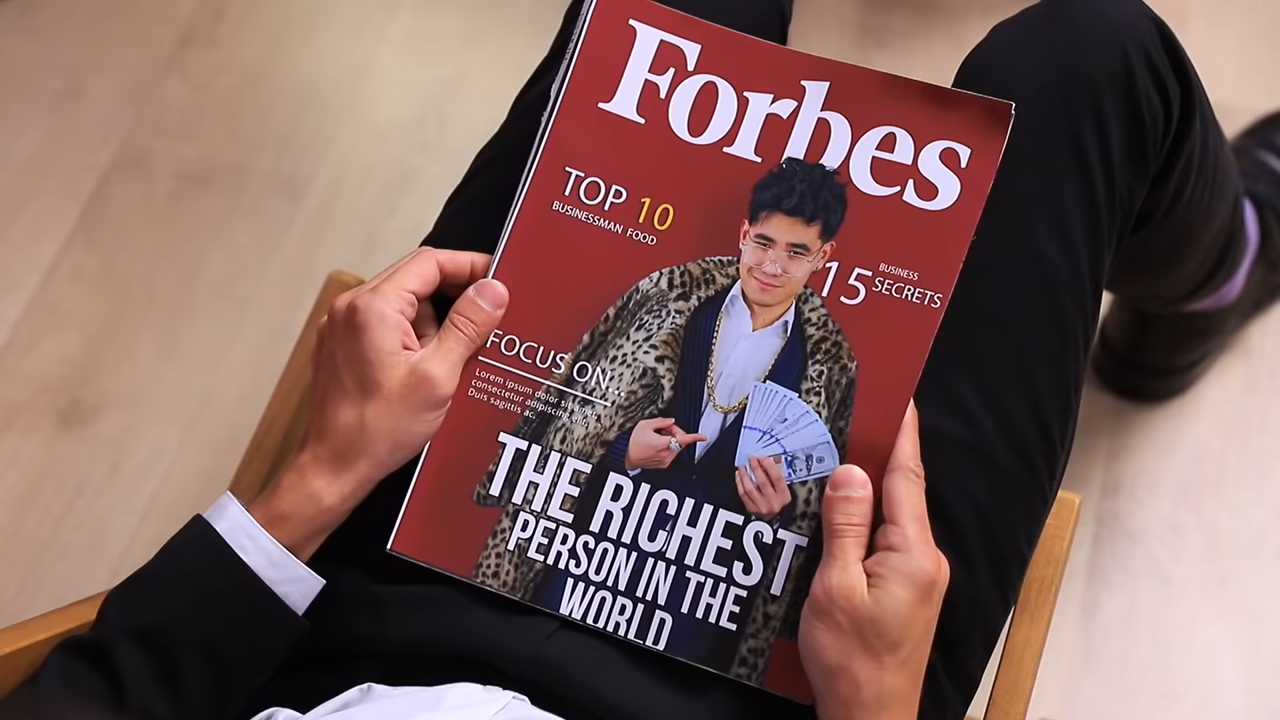 Forbes
TOP 10
BUSINESSMAN FOOD
15 BUSINESS
SECRETS
FOCUS ON...
Lorem ipsum dolor sit amet,
consectetur adipiscing elit.
Duis sagittis ac.
THE RICHEST
PERSON IN THE
WORLD